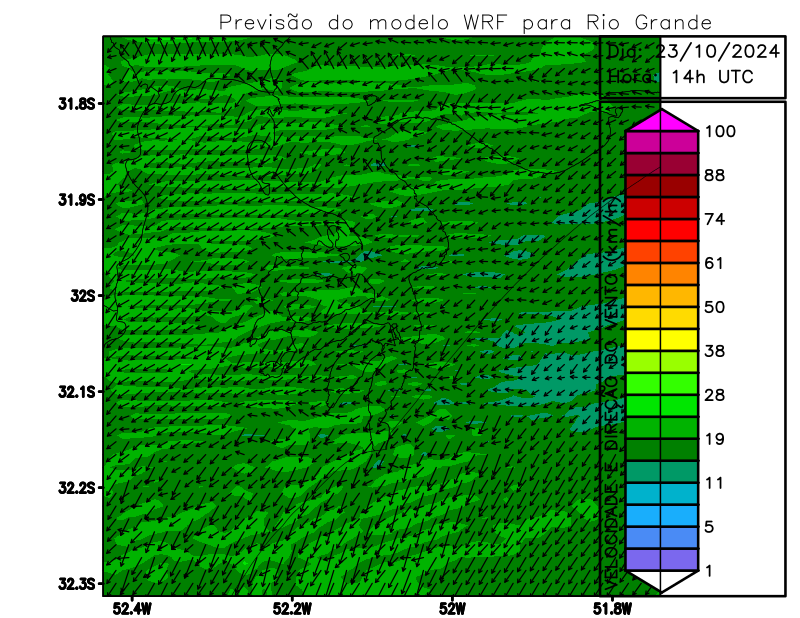 Previsão do modelo WRF para Rio Grande
Dia: 23/10/2024
Hora: 14h UTC
31.8S
31.9S
32S
32.1S
32.2S
32.3S
52.4W
52.2W
52W
51.8W
VELOCIDADE E DIREÇÃO DO VENTO (km/h)
100
88
74
61
50
38
28
19
11
5
1